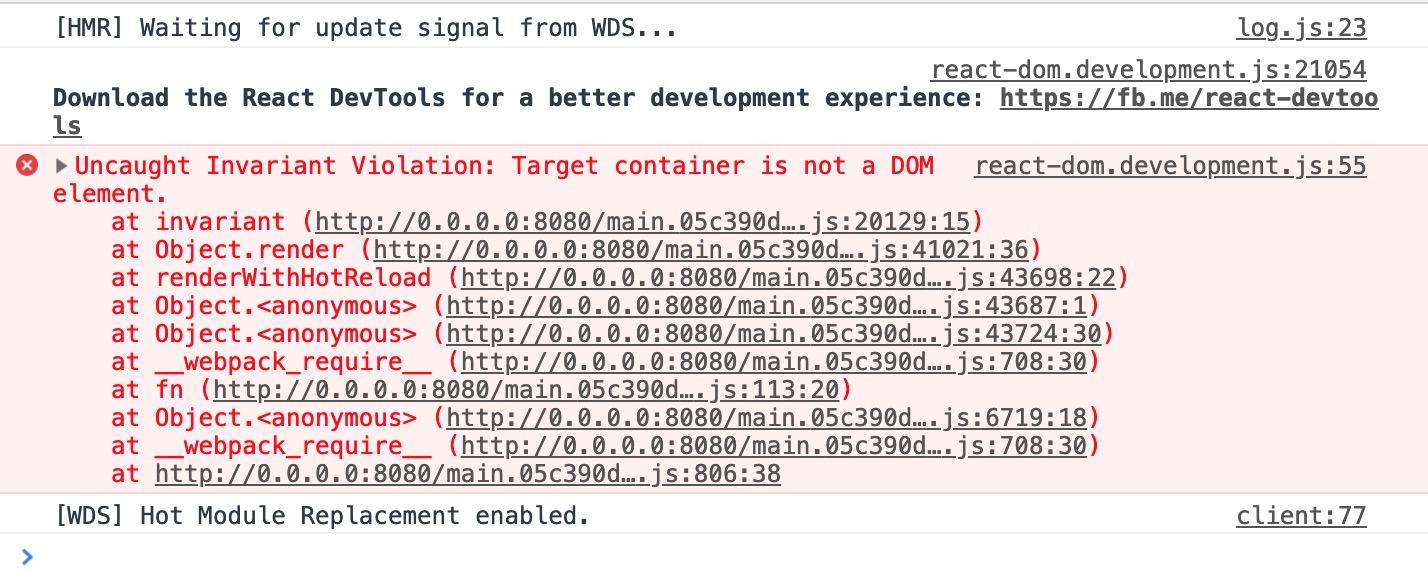 [HMR] Waiting for update signal from WDS... log.js:23
react-dom.development.js:21054
Download the React DevTools for a better development experience: https://fb.me/react-devtoo
ls
Uncaught Invariant Violation: Target container is not a DOM react-dom.development.js:55
element.
at invariant (http://0.0.0.0:8080/main.05c390d….js:20129:15)
at Object.render (http://0.0.0.0:8080/main.05c390d….js:41021:36)
at renderWithHotReload (http://0.0.0.0:8080/main.05c390d….js:43698:22)
at Object.<anonymous> (http://0.0.0.0:8080/main.05c390d….js:43687:1)
at Object.<anonymous> (http://0.0.0.0:8080/main.05c390d….js:43724:30)
at __webpack_require__ (http://0.0.0.0:8080/main.05c390d….js:708:30)
at fn (http://0.0.0.0:8080/main.05c390d….js:113:20)
at Object.<anonymous> (http://0.0.0.0:8080/main.05c390d….js:6719:18)
at __webpack_require__ (http://0.0.0.0:8080/main.05c390d….js:708:30)
at http://0.0.0.0:8080/main.05c390d….js:806:38
[WDS] Hot Module Replacement enabled. client:77